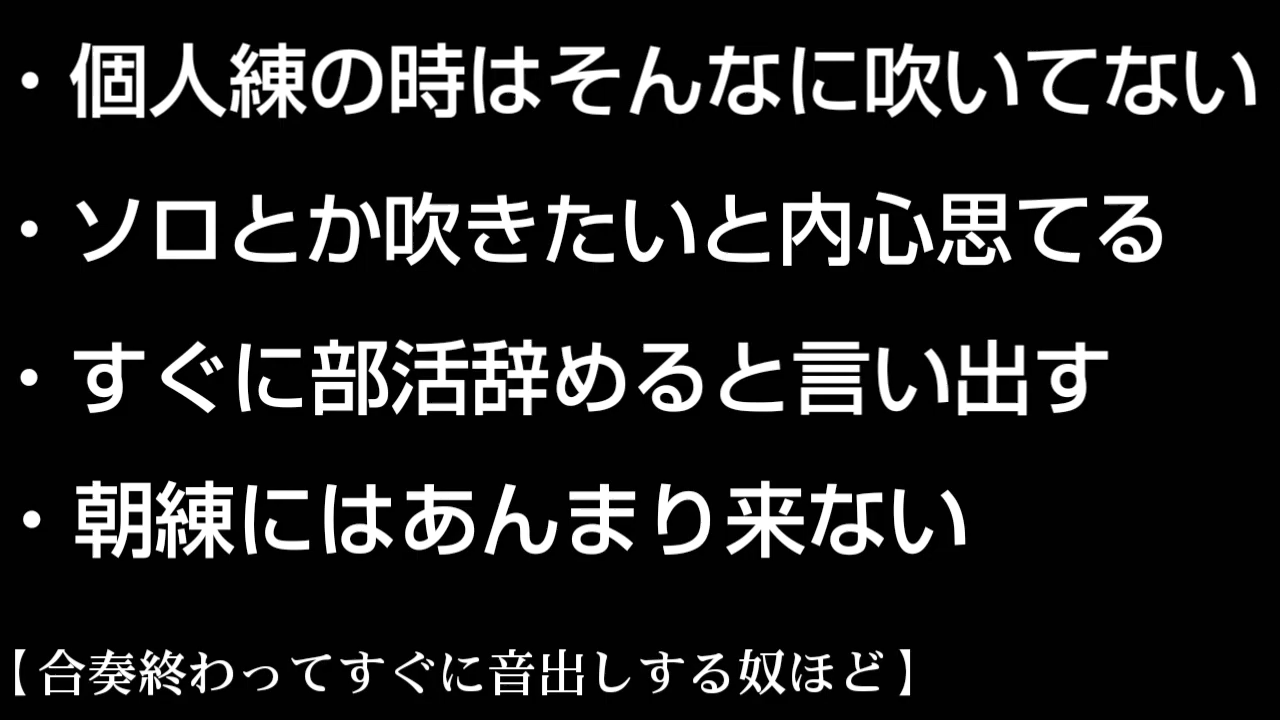 ・個人練の時はそんなに吹いてない
・ソロとか吹きたいと内心思てる
・すぐに部活辞めると言い出す
・朝練にはあんまり来ない
【合奏終わってすぐに音出しする奴ほど】